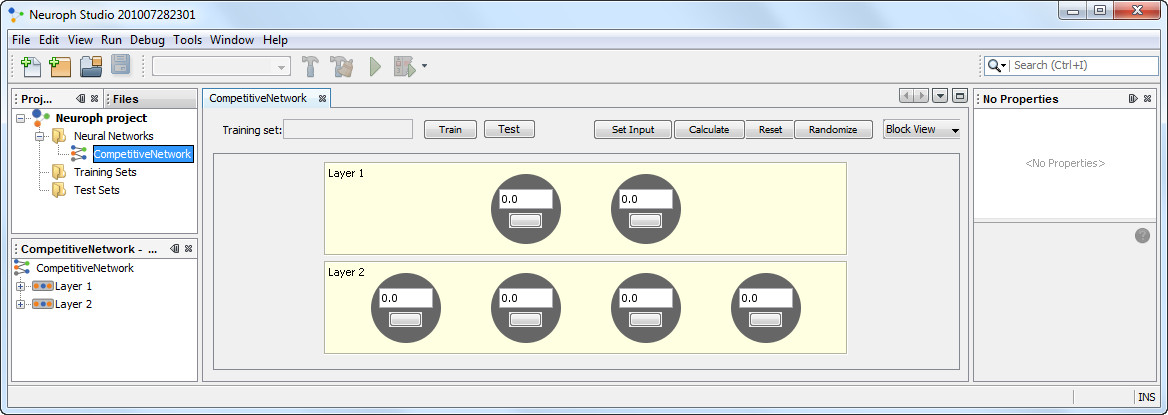 Neuroph Studio 201007282301
File Edit View Run Debug Tools Window Help
Search (Ctrl+I)
Proj... Files
Neuroph project
Neural Networks
CompetitiveNetwork
Training Sets
Test Sets
CompetitiveNetwork - ...
CompetitiveNetwork
Layer 1
Layer 2
CompetitiveNetwork
Training set: Train Test Set Input Calculate Reset Randomize Block View
Layer 1
0.0 0.0
Layer 2
0.0 0.0 0.0 0.0
No Properties
<No Properties>
?
INS